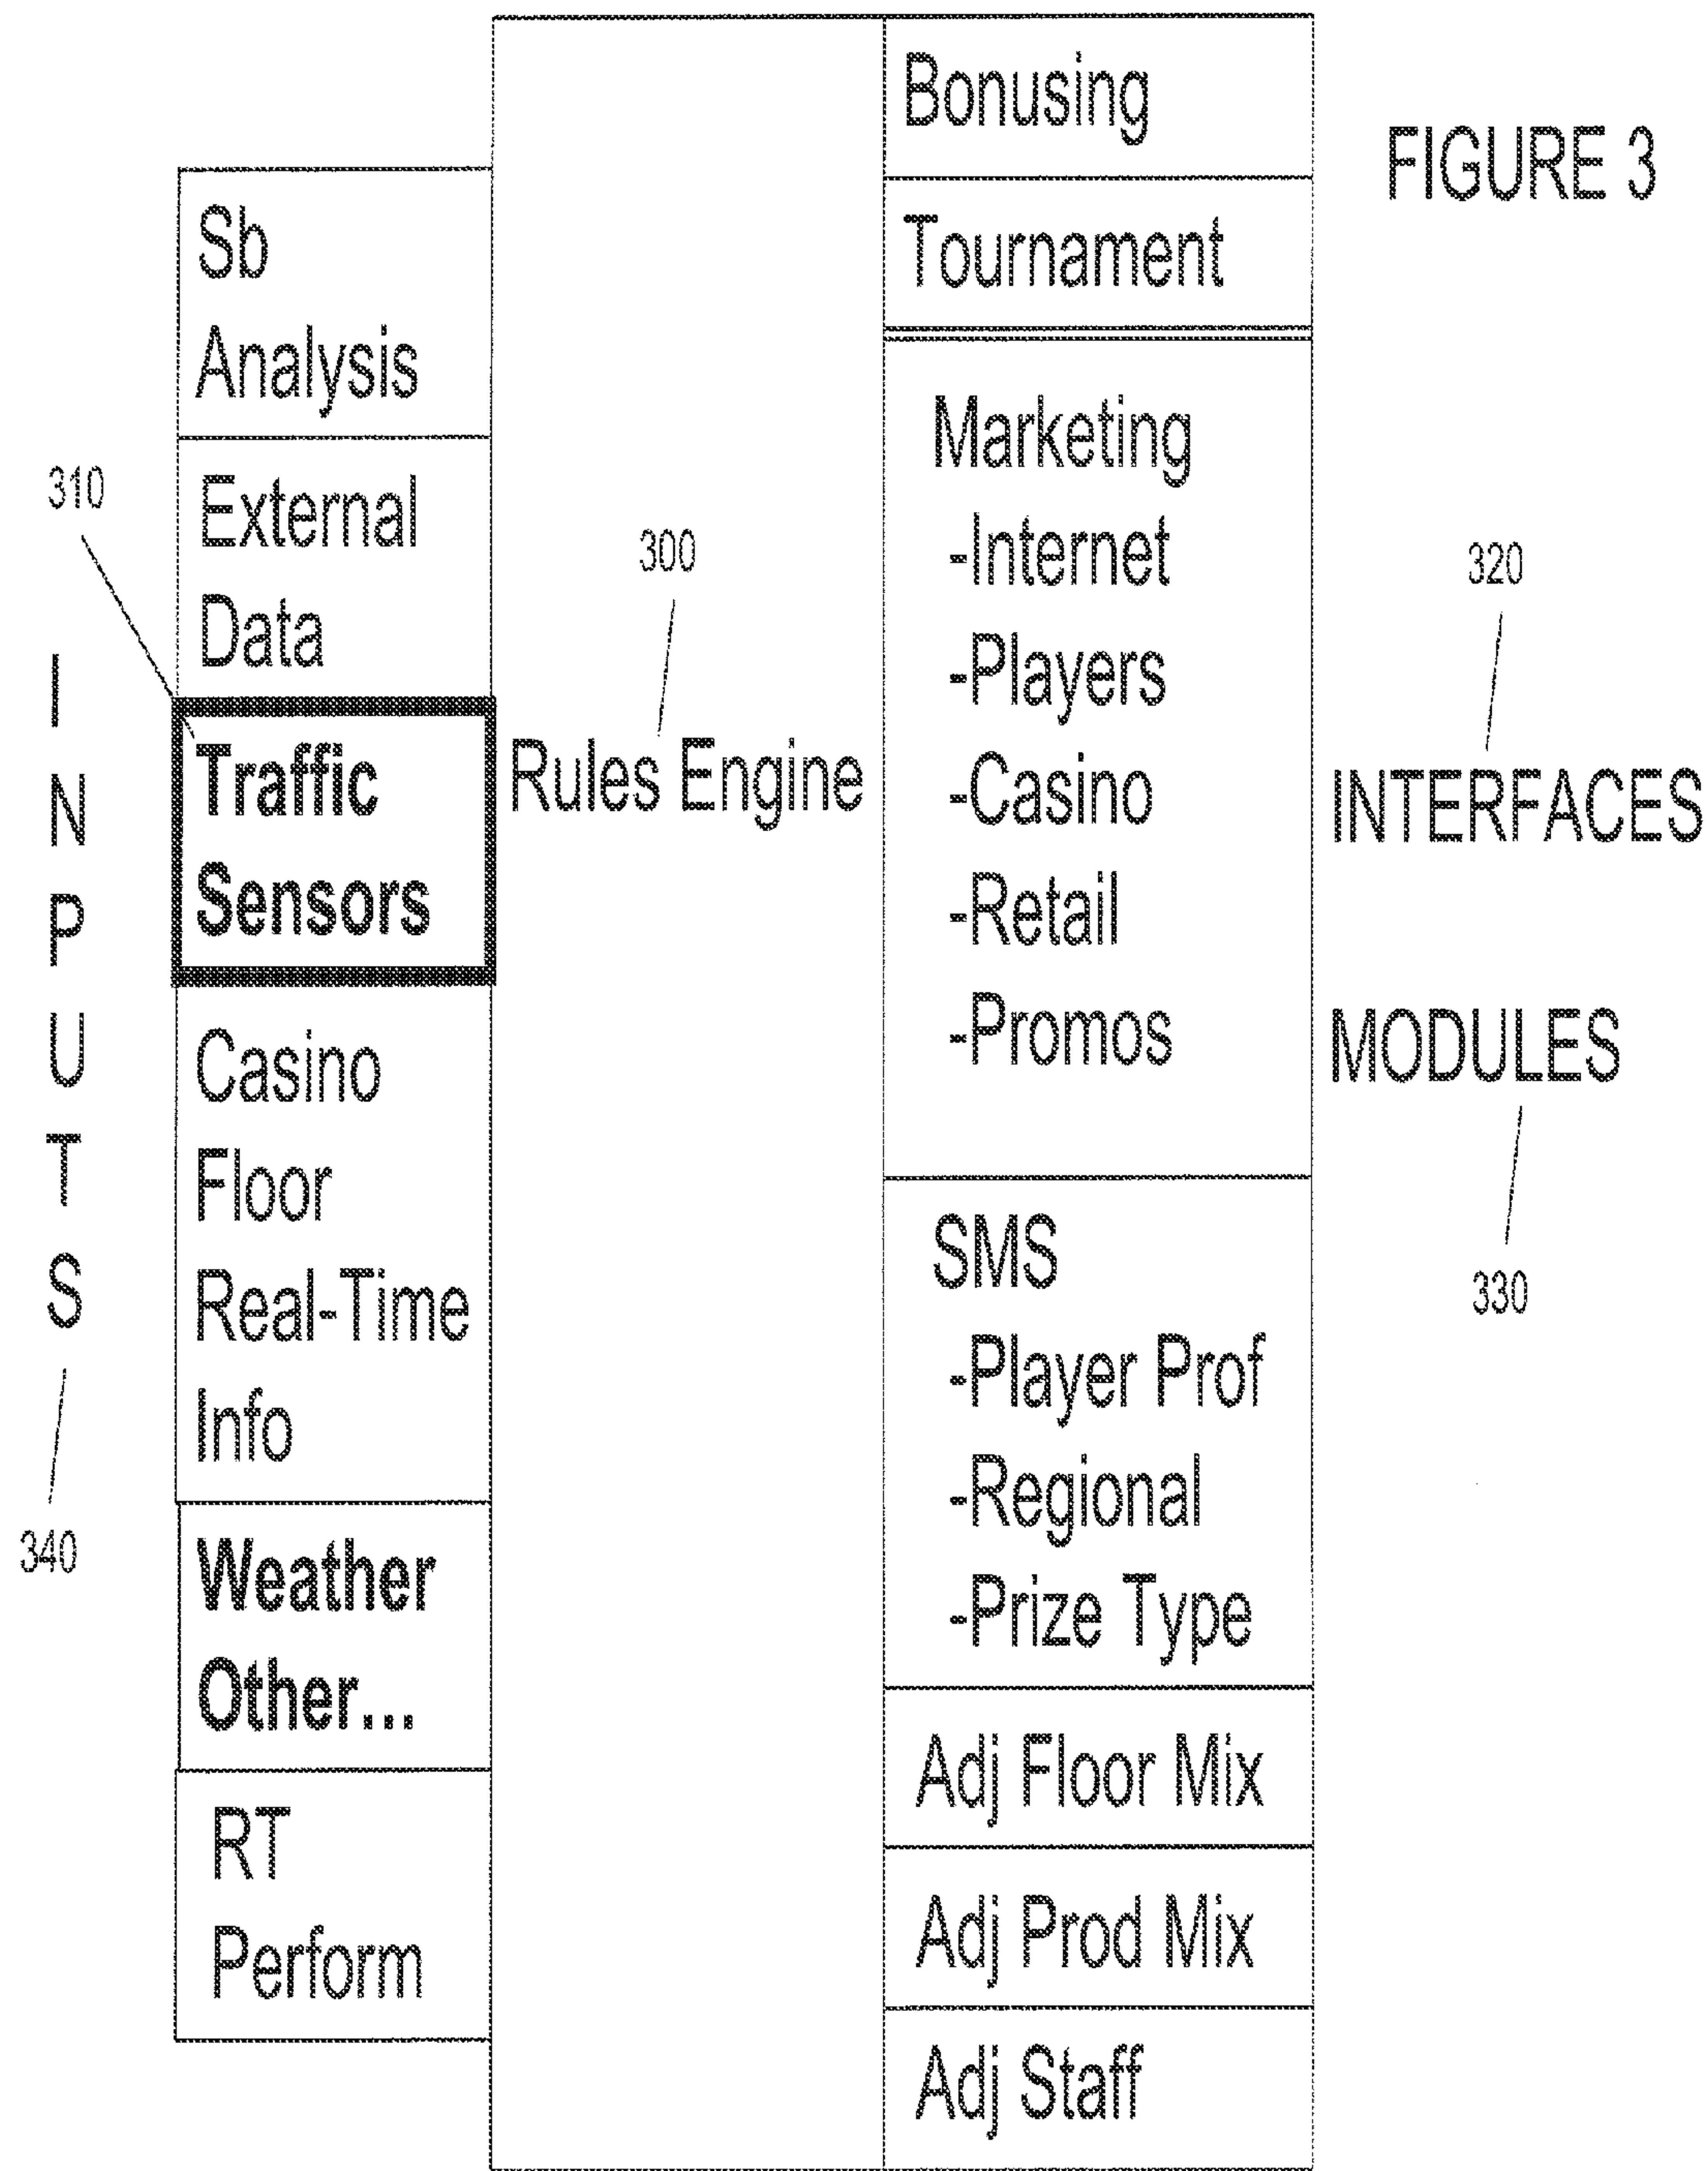 FIGURE 3
I
N
P
U
T
S
340
310
Sb
Analysis
External
Data
Traffic
Sensors
Casino
Floor
Real-Time
Info
Weather
Other...
RT
Perform
300
Rules Engine
Bonusing
Tournament
Marketing
-Internet
-Players
-Casino
-Retail
-Promos
SMS
-Player Prof
-Regional
-Prize Type
Adj Floor Mix
Adj Prod Mix
Adj Staff
320
INTERFACES
MODULES
330